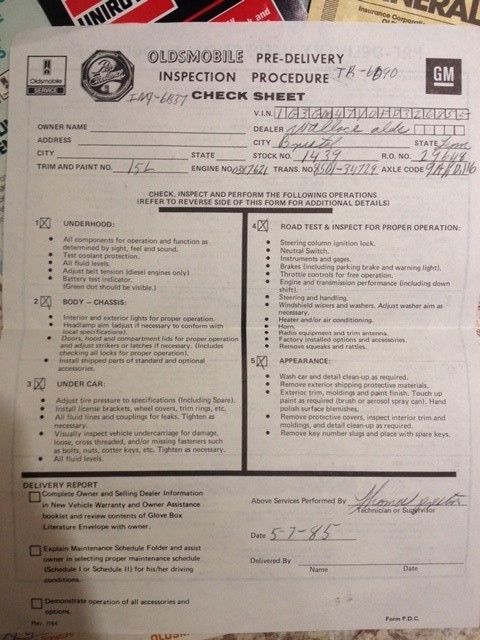 NERAL
Insurance Corporatio
and
Oldsmobile
SERVICE
OLDSMOBILE PRE-DELIVERY
INSPECTION PROCEDURE
CHECK SHEET
GM
V.I.N.
OWNER NAME
DEALER Wallace Olds
ADDRESS
CITY Bristol STATE Tenn
CITY STATE
STOCK NO. 1439 R.O. NO.
TRIM AND PAINT NO. 15L ENGINE NO. TRANS. NO. AXLE CODE
CHECK, INSPECT AND PERFORM THE FOLLOWING OPERATIONS
(REFER TO REVERSE SIDE OF THIS FORM FOR ADDITIONAL DETAILS)
1 X UNDERHOOD:
• All components for operation and function as
determined by sight, feel and sound.
• Test coolant protection.
• All fluid levels.
• Adjust belt tension (diesel engines only)
• Battery test indicator.
(Green dot should be visible.)
2 X BODY – CHASSIS:
• Interior and exterior lights for proper operation.
• Headlamp aim (adjust if necessary to conform with
local specifications).
• Doors, hood and compartment lids for proper operation
and adjust strikers or latches if necessary. (Includes
checking all locks for proper operation).
• Install shipped parts of standard and optional
accessories.
3 X UNDER CAR:
• Adjust tire pressure to specifications (Including Spare).
• Install license brackets, wheel covers, trim rings, etc.
• All fluid lines and couplings for leaks. Tighten as
necessary.
• Visually inspect vehicle undercarriage for damage,
loose, cross threaded, and/or missing fasteners such
as bolts, nuts, cotter keys, etc. Tighten as necessary.
• All fluid levels.
4 X ROAD TEST & INSPECT FOR PROPER OPERATION:
• Steering column ignition lock.
• Neutral Switch.
• Instruments and gages.
• Brakes (including parking brake and warning light).
• Throttle controls for free operation.
• Engine and transmission performance (including down
shift).
• Steering and handling.
• Windshield wipers and washers. Adjust washer aim as
necessary.
• Heater and/or air conditioning.
• Horn.
• Radio equipment and trim antenna.
• Factory installed options and accessories.
• Remove squeaks and rattles.
5 X APPEARANCE:
• Wash car and detail clean-up as required.
• Remove exterior shipping protective materials.
• Exterior trim, moldings and paint finish. Touch up
paint as required (brush or aerosol spray can). Hand
polish surface blemishes.
• Remove protective covers, inspect interior trim and
moldings, and detail clean-up as required.
• Remove key number slugs and place with spare keys.
DELIVERY REPORT
Complete Owner and Selling Dealer Information
in New Vehicle Warranty and Owner Assistance
booklet and review contents of Glove Box
Literature Envelope with owner.
Explain Maintenance Schedule Folder and assist
owner in selecting proper maintenance schedule
(Schedule I or Schedule II) for his/her driving
conditions.
Demonstrate operation of all accessories and
options.
Above Services Performed By Thomas
Technician or Supervisor
Date 5-7-85
Delivered By
Name Date
Rev. 7/84
Form P.D.C.
OLDSMOB